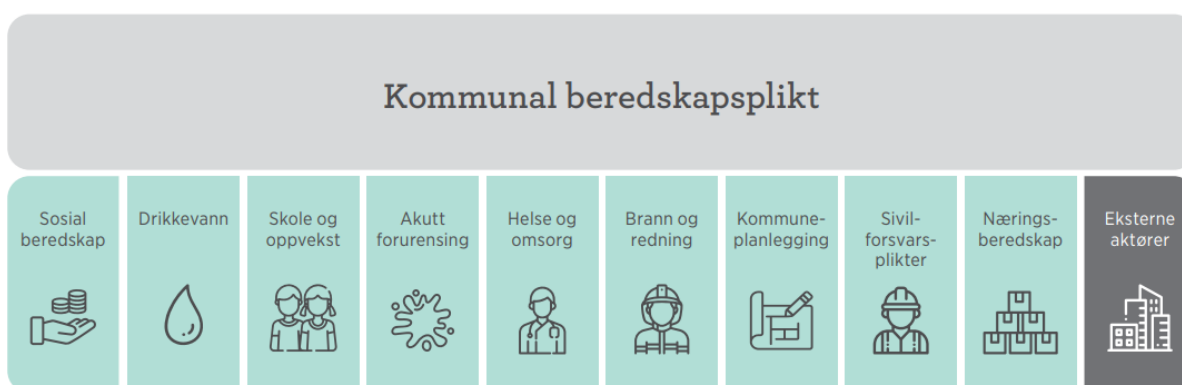 Kommunal beredskapsplikt
Sosial
beredskap
Drikkevann
Skole og
oppvekst
Akutt
forurensing
Helse og
omsorg
Brann og
redning
Kommune-
planlegging
Sivil-
forsvars-
plikter
Nærings-
beredskap
Eksterne
aktører